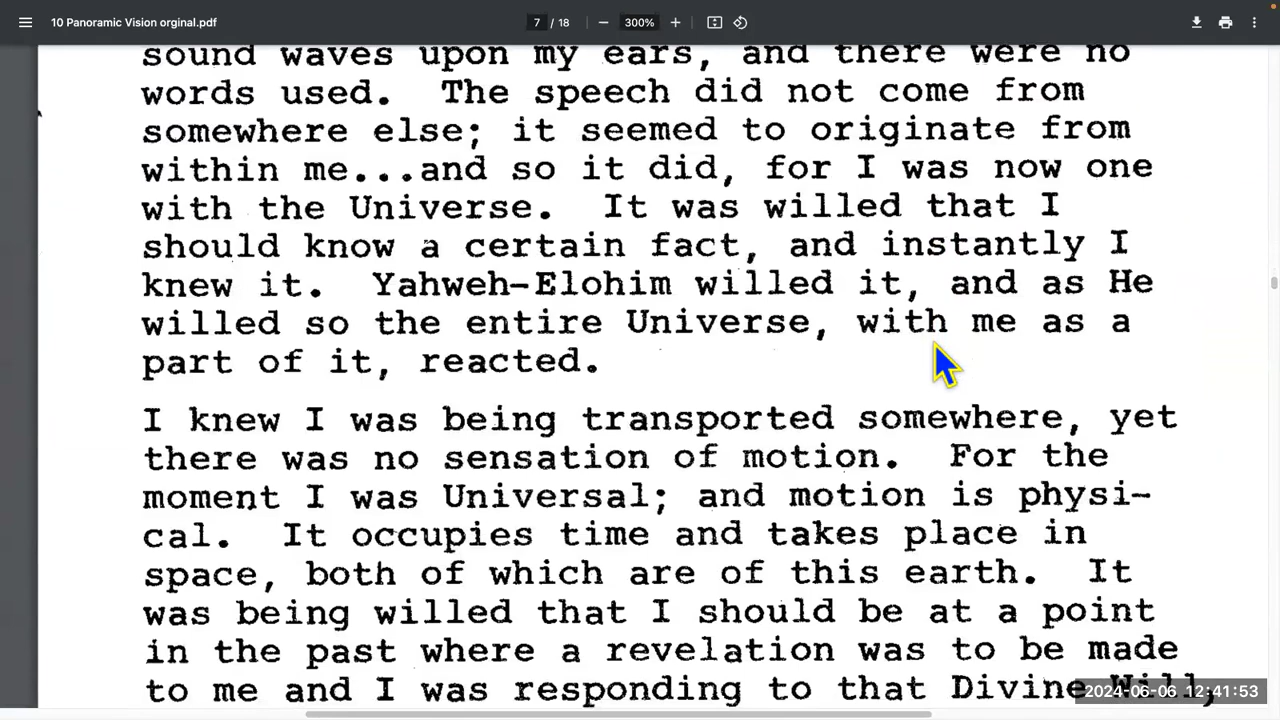 10 Panoramic Vision orginal.pdf
7 / 18
300%
sound waves upon my ears, and there were no
words used. The speech did not come from
somewhere else; it seemed to originate from
within me...and so it did, for I was now one
with the Universe. It was willed that I
should know a certain fact, and instantly I
knew it. Yahweh-Elohim willed it, and as He
willed so the entire Universe, with me as a
part of it, reacted.
I knew I was being transported somewhere, yet
there was no sensation of motion. For the
moment I was Universal; and motion is physi-
cal. It occupies time and takes place in
space, both of which are of this earth. It
was being willed that I should be at a point
in the past where a revelation was to be made
to me and I was responding to that Divine Will,
2024-06-06 12:41:53